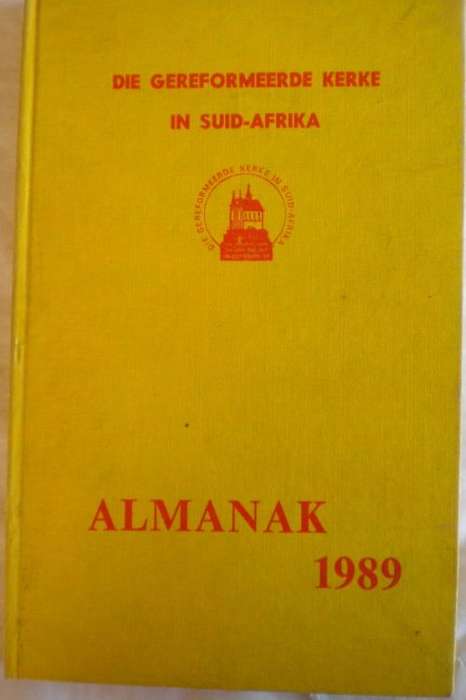 DIE GEREFORMEERDE KERKE
IN SUID-AFRIKA
DIE GEREFORMEERDE KERKE IN SUID-AFRIKA
ALMANAK
1989